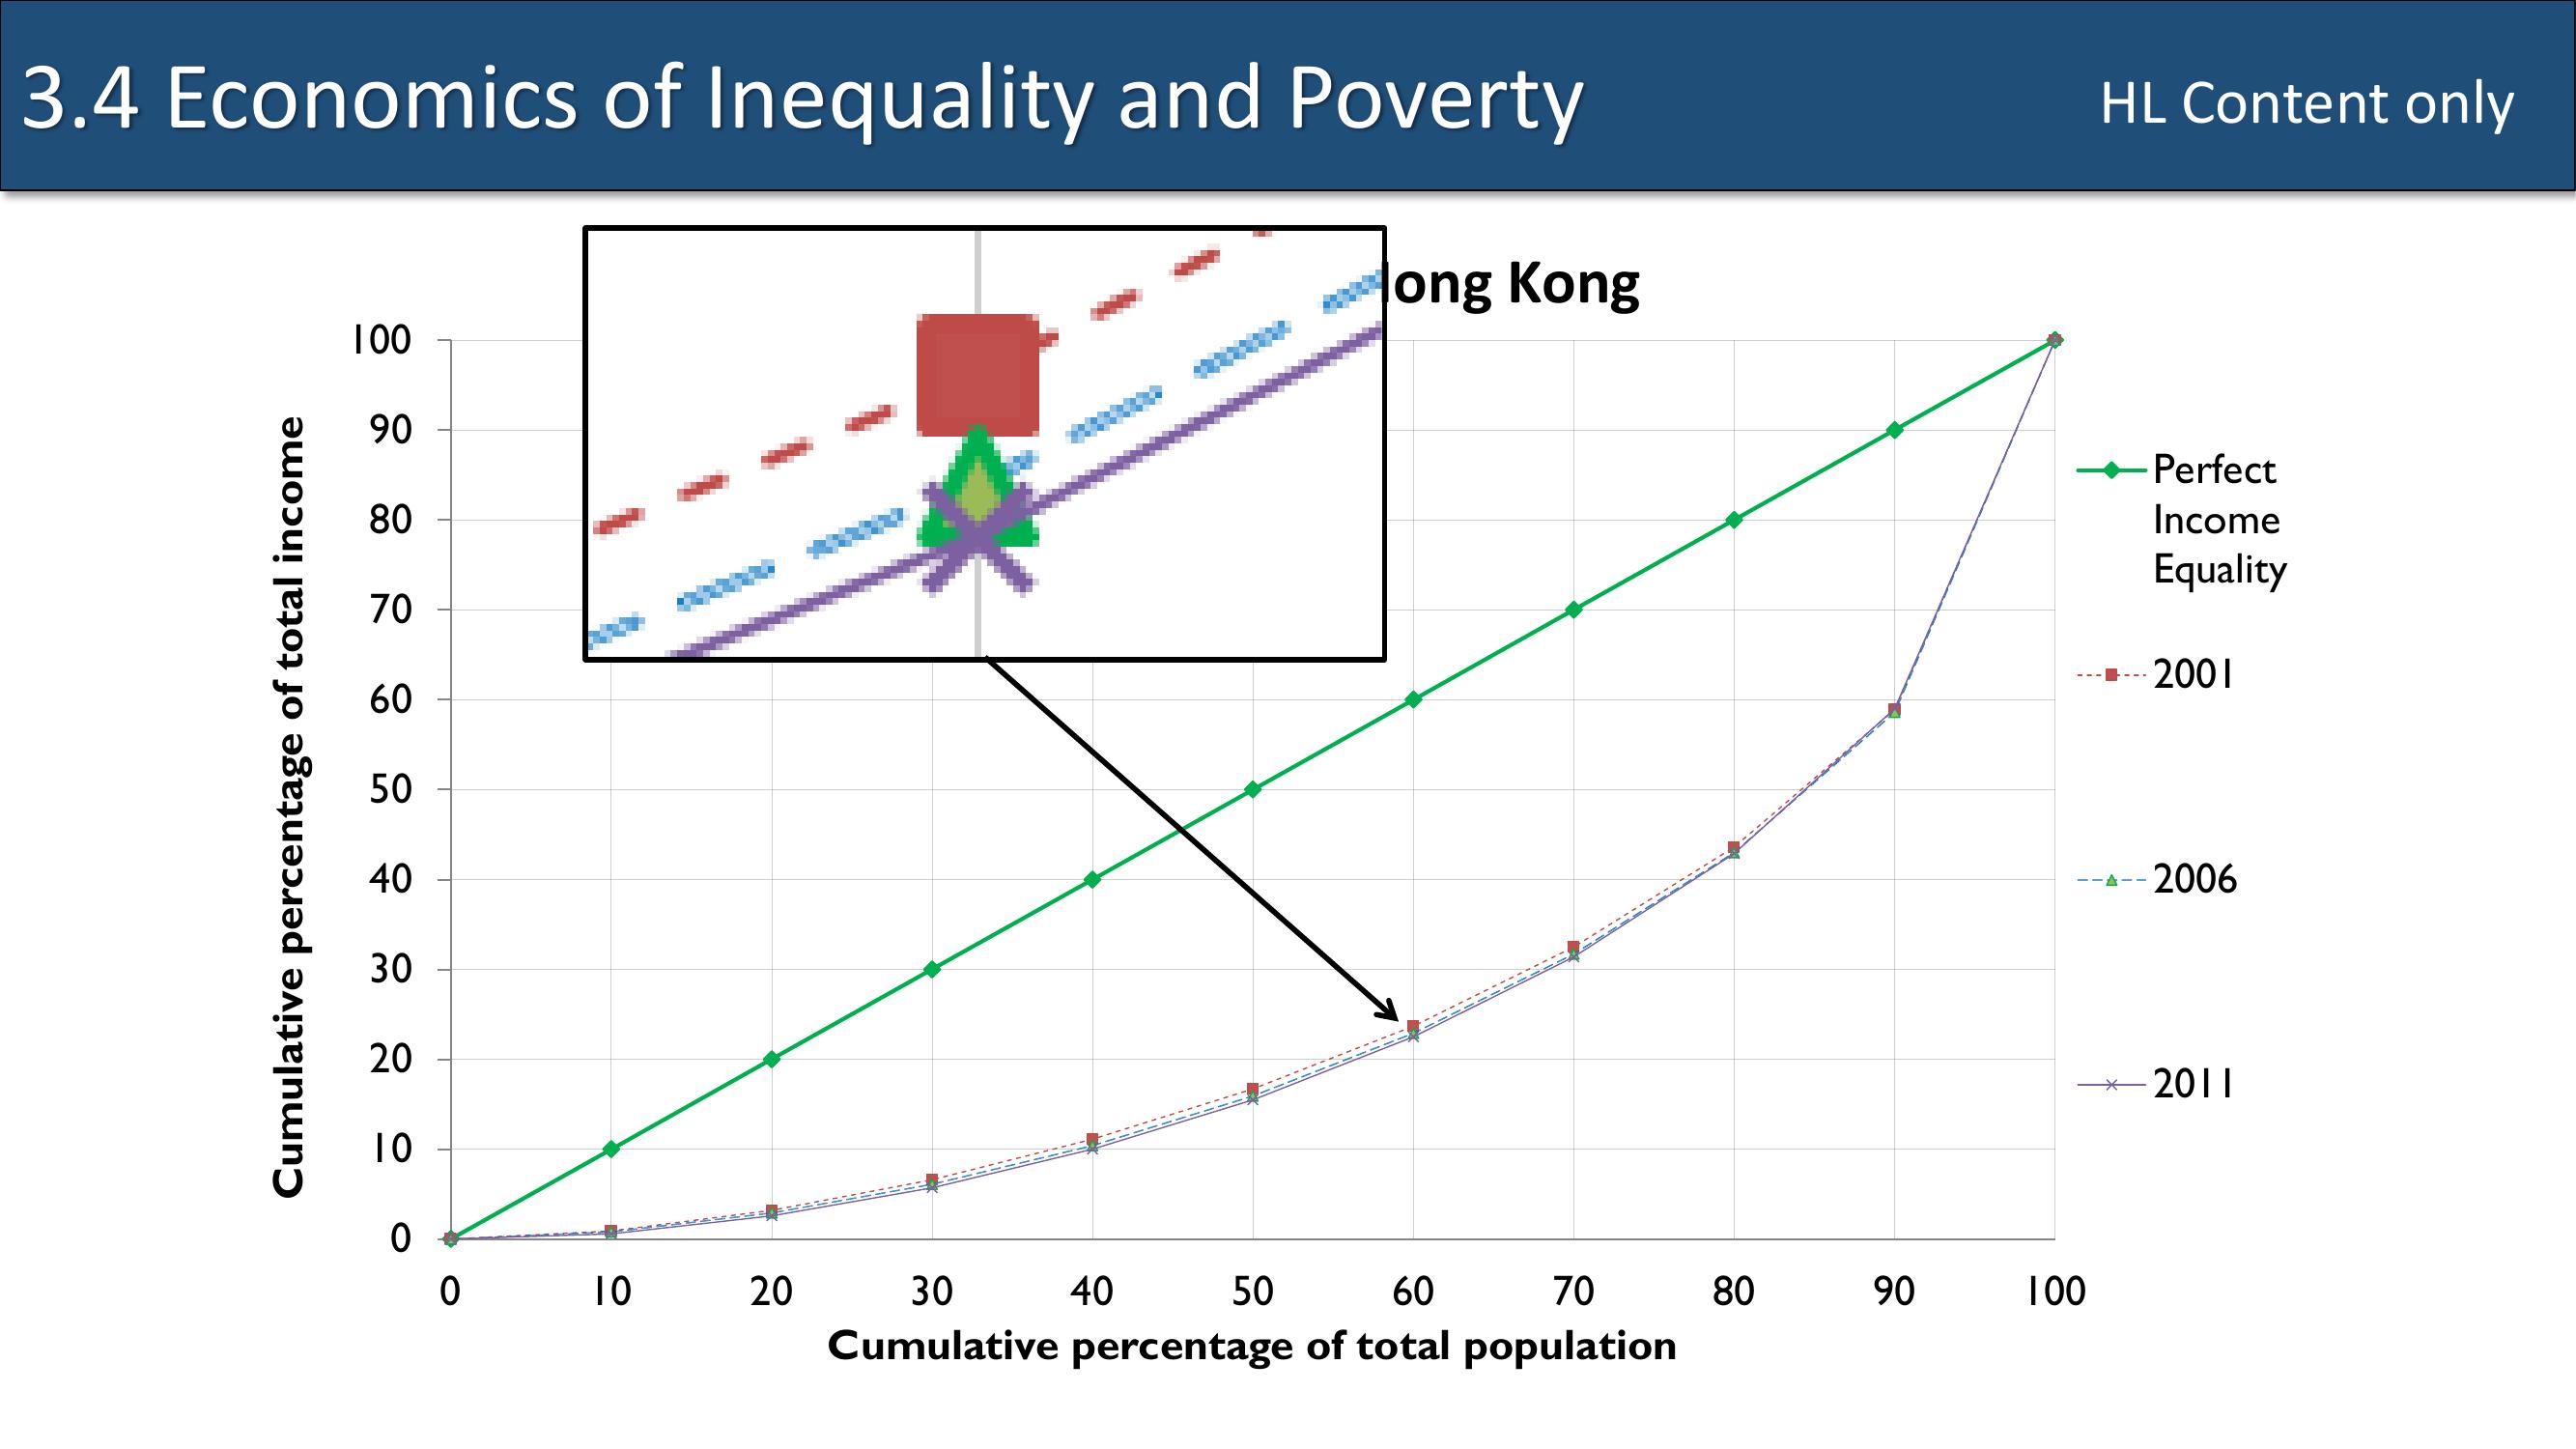 3.4 Economics of Inequality and Poverty
HL Content only
Kong
Cumulative percentage of total income
100
90
80
70
60
50
40
30
20
10
0
0 10 20 30 40 50 60 70 80 90 100
Cumulative percentage of total population
Perfect
Income
Equality
2001
2006
2011